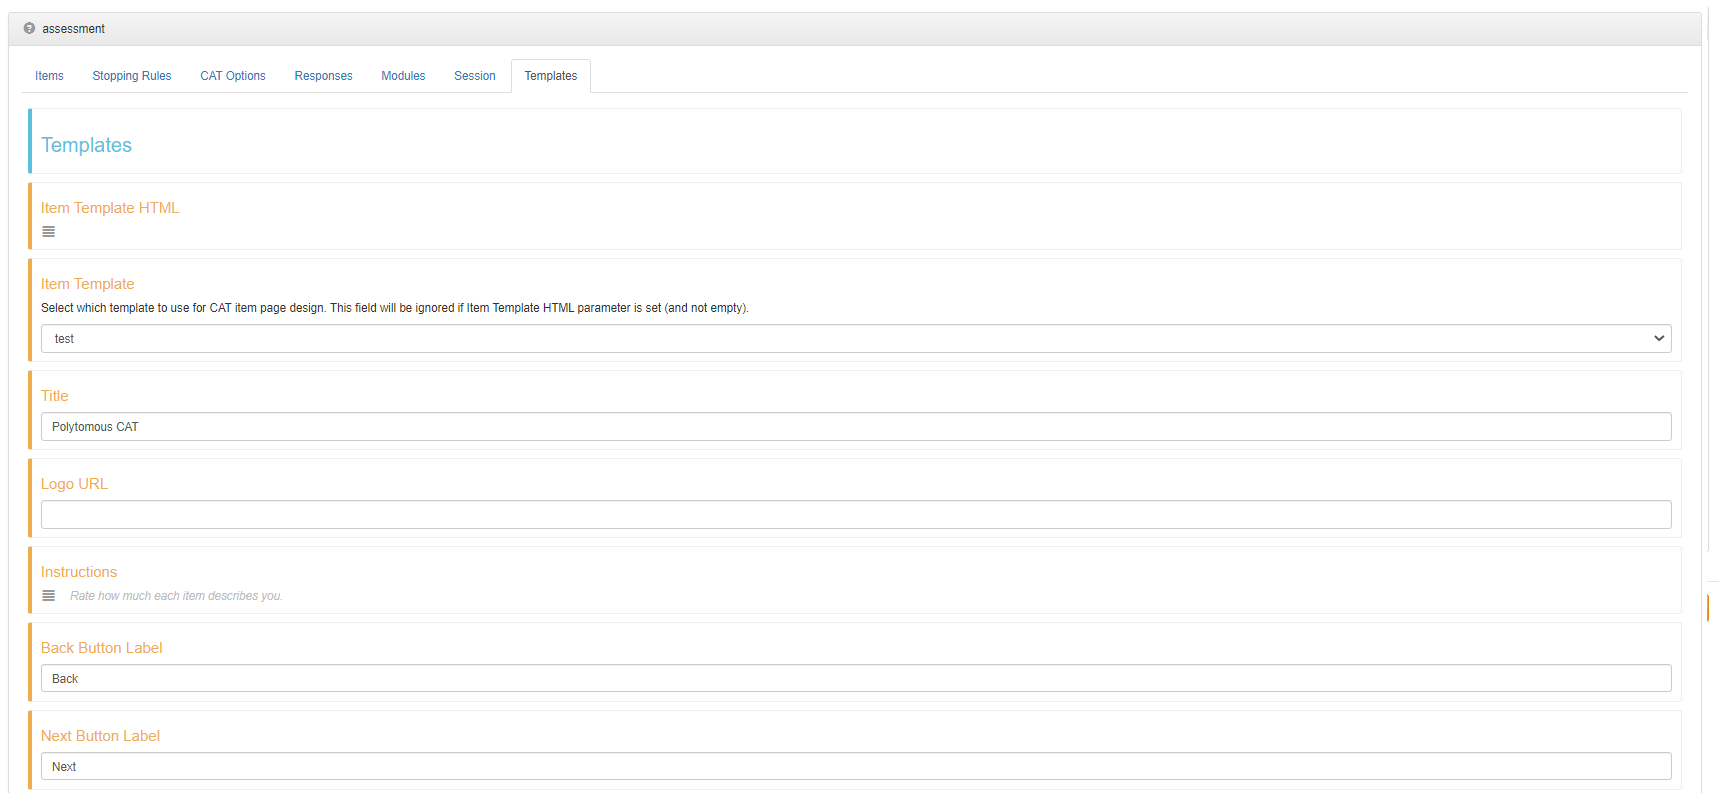 assessment
Items Stopping Rules CAT Options Responses Modules Session Templates
Templates
Item Template HTML
Item Template
Select which template to use for CAT item page design. This field will be ignored if Item Template HTML parameter is set (and not empty).
test
Title
Polytomous CAT
Logo URL
Instructions
Rate how much each item describes you.
Back Button Label
Back
Next Button Label
Next